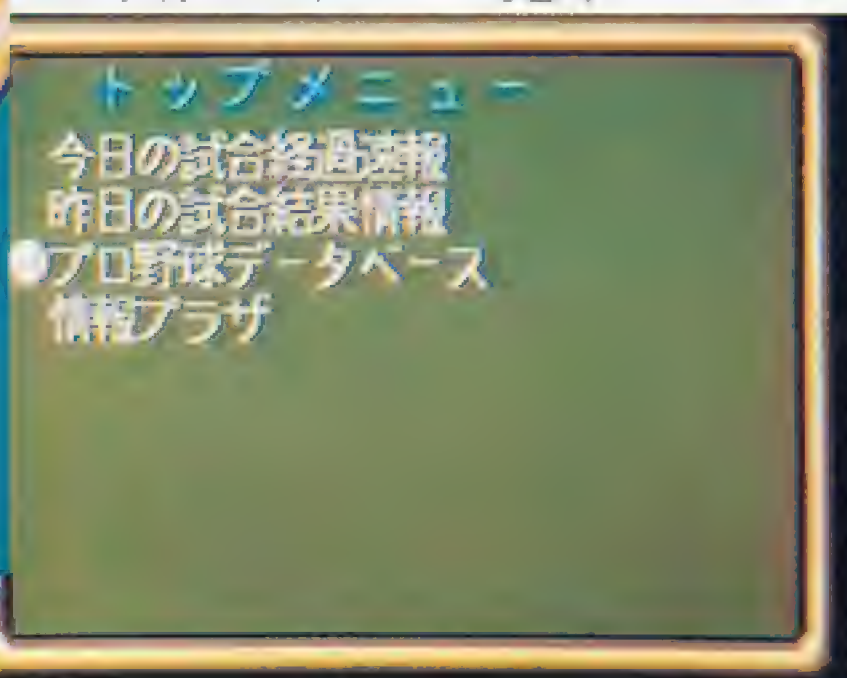 トップメニュー
今日の試合経過速報
昨日の試合結果情報
プロ野球データベース
情報プラザ